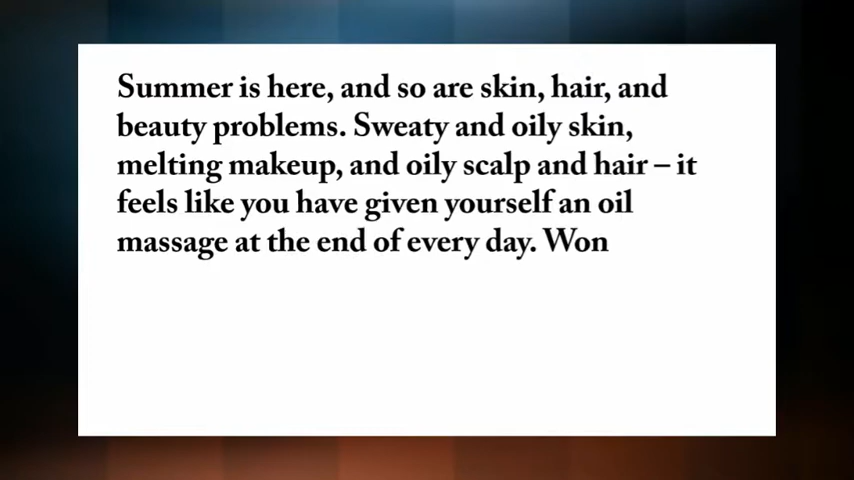 Summer is here, and so are skin, hair, and
beauty problems. Sweaty and oily skin,
melting makeup, and oily scalp and hair – it
feels like you have given yourself an oil
massage at the end of every day. Won